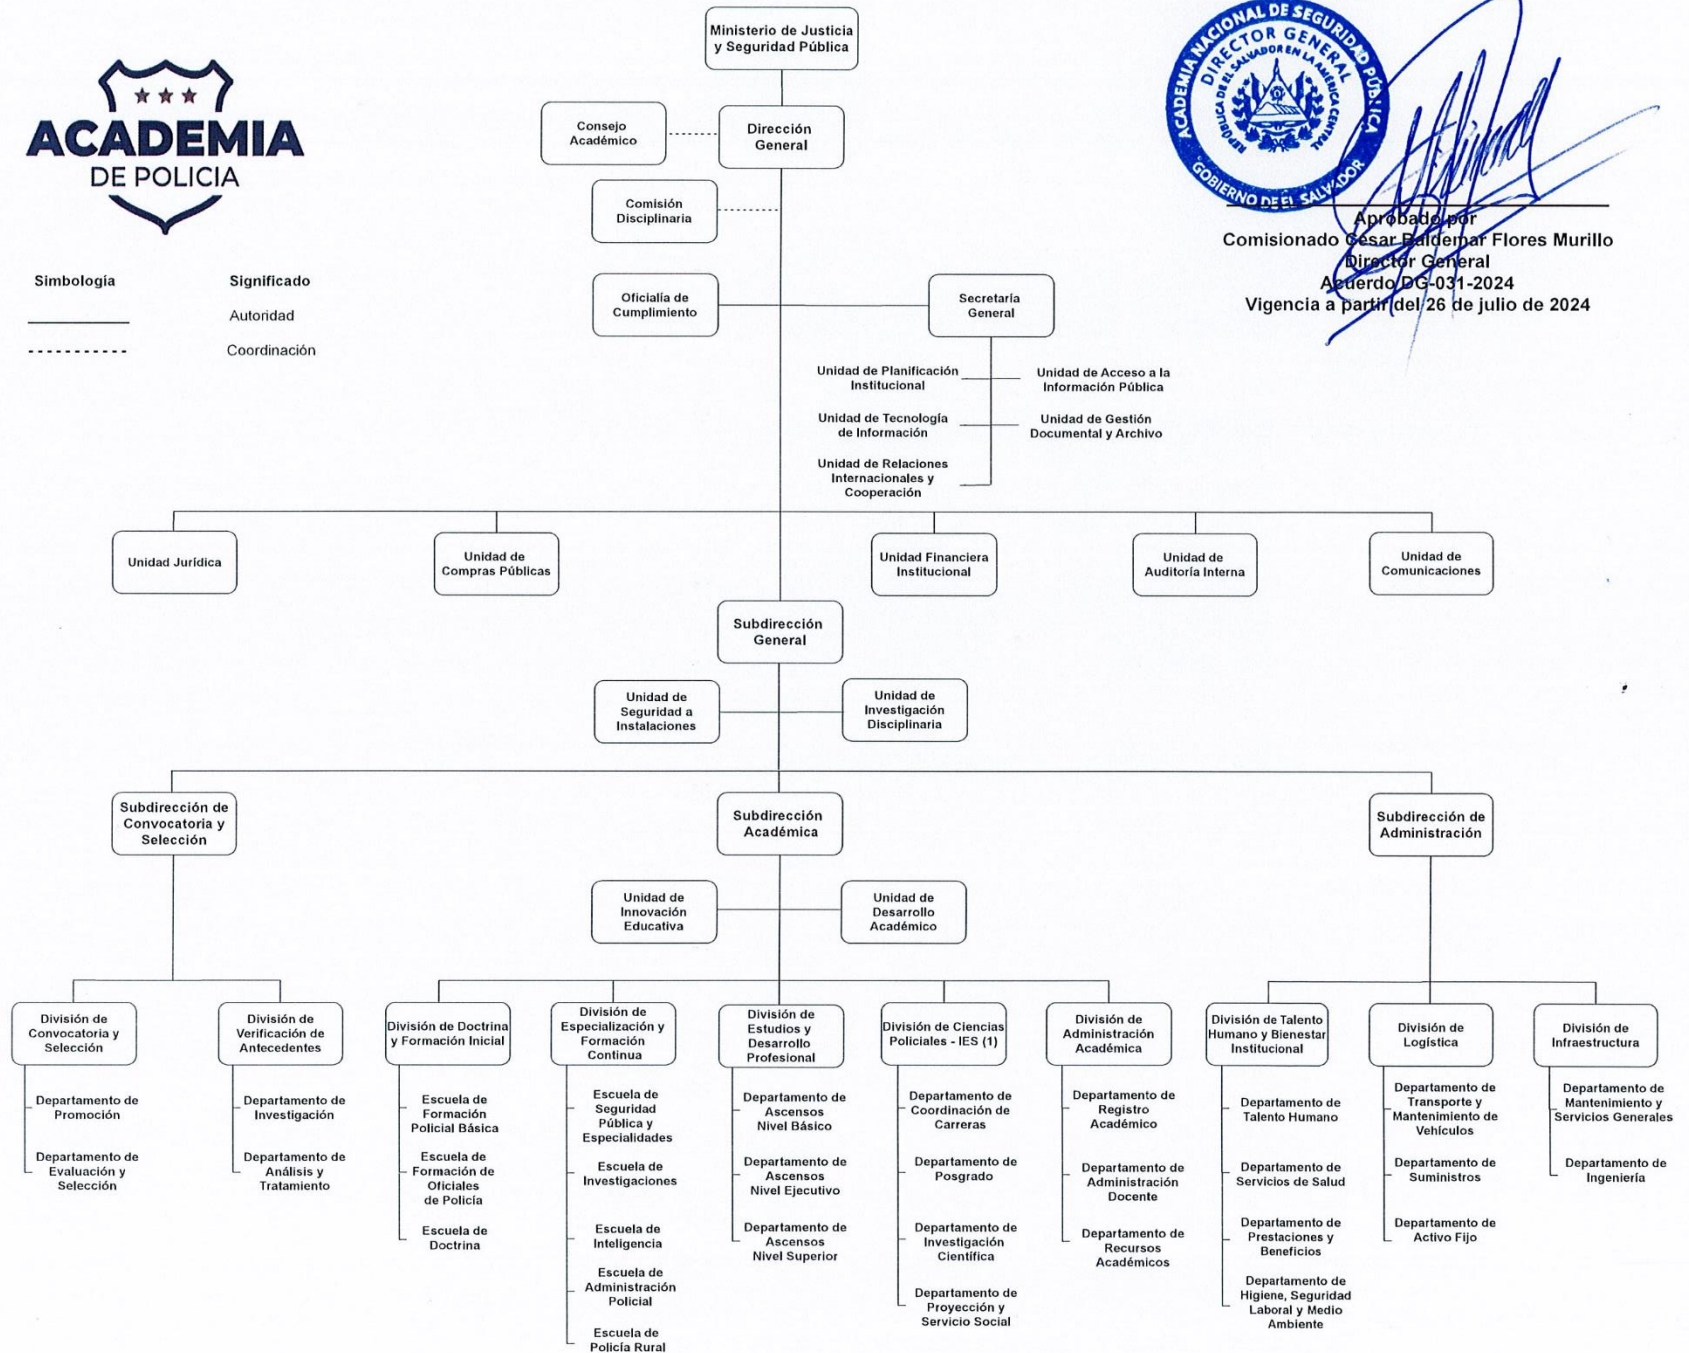 Ministerio de Justicia
y Seguridad Pública
ACADEMIA
DE POLICIA
Consejo
Académico
Dirección
General
Comisión
Disciplinaria
ACADEMIA NACIONAL DE SEGURIDAD PÚBLICA
DIRECTOR GENERAL
REPÚBLICA DE EL SALVADOR EN LA AMÉRICA CENTRAL
GOBIERNO DE EL SALVADOR
Aprobado por
Comisionado César Baldemar Flores Murillo
Director General
Acuerdo DG-031-2024
Vigencia a partir del 26 de julio de 2024
Simbología
Significado
Autoridad
Coordinación
Oficialía de
Cumplimiento
Secretaría
General
Unidad de Planificación
Institucional
Unidad de Acceso a la
Información Pública
Unidad de Tecnología
de Información
Unidad de Gestión
Documental y Archivo
Unidad de Relaciones
Internacionales y
Cooperación
Unidad Jurídica
Unidad de
Compras Públicas
Unidad Financiera
Institucional
Unidad de
Auditoría Interna
Unidad de
Comunicaciones
Subdirección
General
Unidad de
Seguridad a
Instalaciones
Unidad de
Investigación
Disciplinaria
Subdirección de
Convocatoria y
Selección
Subdirección
Académica
Subdirección de
Administración
Unidad de
Innovación
Educativa
Unidad de
Desarrollo
Académico
División de
Convocatoria y
Selección
División de
Verificación de
Antecedentes
División de Doctrina
y Formación Inicial
División de
Especialización y
Formación
Continua
División de
Estudios y
Desarrollo
Profesional
División de Ciencias
Policiales - IES (1)
División de
Administración
Académica
División de Talento
Humano y Bienestar
Institucional
División de
Logística
División de
Infraestructura
Departamento de
Promoción
Departamento de
Evaluación y
Selección
Departamento de
Investigación
Departamento de
Análisis y
Tratamiento
Escuela de
Formación
Policial Básica
Escuela de
Formación de
Oficiales
de Policía
Escuela de
Doctrina
Escuela de
Seguridad
Pública y
Especialidades
Escuela de
Investigaciones
Escuela de
Inteligencia
Escuela de
Administración
Policial
Escuela de
Policía Rural
Departamento de
Ascensos
Nivel Básico
Departamento de
Ascensos
Nivel Ejecutivo
Departamento de
Ascensos
Nivel Superior
Departamento de
Coordinación de
Carreras
Departamento de
Posgrado
Departamento de
Investigación
Científica
Departamento de
Proyección y
Servicio Social
Departamento de
Registro
Académico
Departamento de
Administración
Docente
Departamento de
Recursos
Académicos
Departamento de
Talento Humano
Departamento de
Servicios de Salud
Departamento de
Prestaciones y
Beneficios
Departamento de
Higiene, Seguridad
Laboral y Medio
Ambiente
Departamento de
Transporte y
Mantenimiento de
Vehículos
Departamento de
Suministros
Departamento de
Activo Fijo
Departamento de
Mantenimiento y
Servicios Generales
Departamento de
Ingeniería